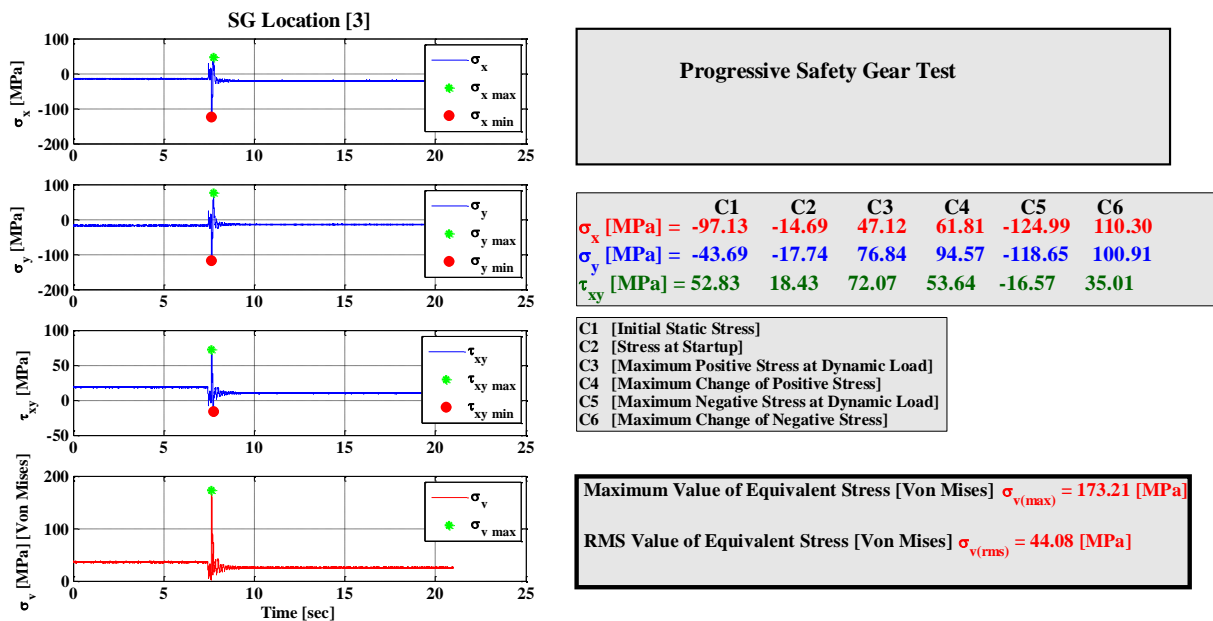 SG Location [3]
100
0
-100
-200
σx [MPa]
0 5 10 15 20 25
σx
σx max
σx min
100
0
-100
-200
σy [MPa]
0 5 10 15 20 25
σy
σy max
σy min
100
50
0
-50
τxy [MPa]
0 5 10 15 20 25
τxy
τxy max
τxy min
200
100
0
σv [MPa] [Von Mises]
0 5 10 15 20 25
Time [sec]
σv
σv max
Progressive Safety Gear Test
C1 C2 C3 C4 C5 C6
σx [MPa] = -97.13 -14.69 47.12 61.81 -124.99 110.30
σy [MPa] = -43.69 -17.74 76.84 94.57 -118.65 100.91
τxy [MPa] = 52.83 18.43 72.07 53.64 -16.57 35.01
C1 [Initial Static Stress]
C2 [Stress at Startup]
C3 [Maximum Positive Stress at Dynamic Load]
C4 [Maximum Change of Positive Stress]
C5 [Maximum Negative Stress at Dynamic Load]
C6 [Maximum Change of Negative Stress]
Maximum Value of Equivalent Stress [Von Mises] σv(max) = 173.21 [MPa]
RMS Value of Equivalent Stress [Von Mises] σv(rms) = 44.08 [MPa]